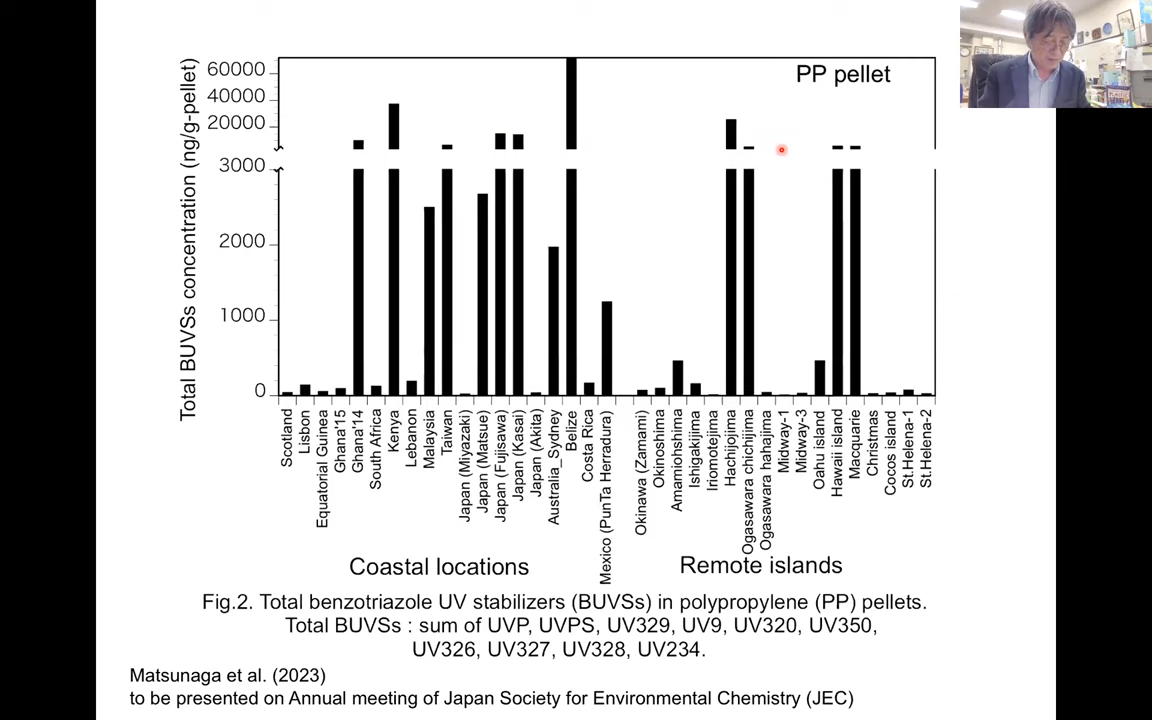 PP pellet
Total BUVSs concentration (ng/g-pellet)
60000
40000
20000
3000
2000
1000
0
Scotland
Lisbon
Equatorial Guinea
Ghana'15
Ghana'14
South Africa
Kenya
Lebanon
Malaysia
Taiwan
Japan (Miyazaki)
Japan (Matsue)
Japan (Fujisawa)
Japan (Kasai)
Japan (Akita)
Australia_Sydney
Belize
Costa Rica
Mexico (PunTa Herradura)
Okinawa (Zamami)
Okinoshima
Amamiohshima
Ishigakijima
Iriomotejima
Hachijojima
Ogasawara chichijima
Ogasawara hahajima
Midway-1
Midway-3
Oahu island
Hawaii island
Macquarie
Christmas
Cocos island
St.Helena-1
St.Helena-2
Coastal locations
Remote islands
Fig.2. Total benzotriazole UV stabilizers (BUVSs) in polypropylene (PP) pellets.
Total BUVSs : sum of UVP, UVPS, UV329, UV9, UV320, UV350,
UV326, UV327, UV328, UV234.
Matsunaga et al. (2023)
to be presented on Annual meeting of Japan Society for Environmental Chemistry (JEC)